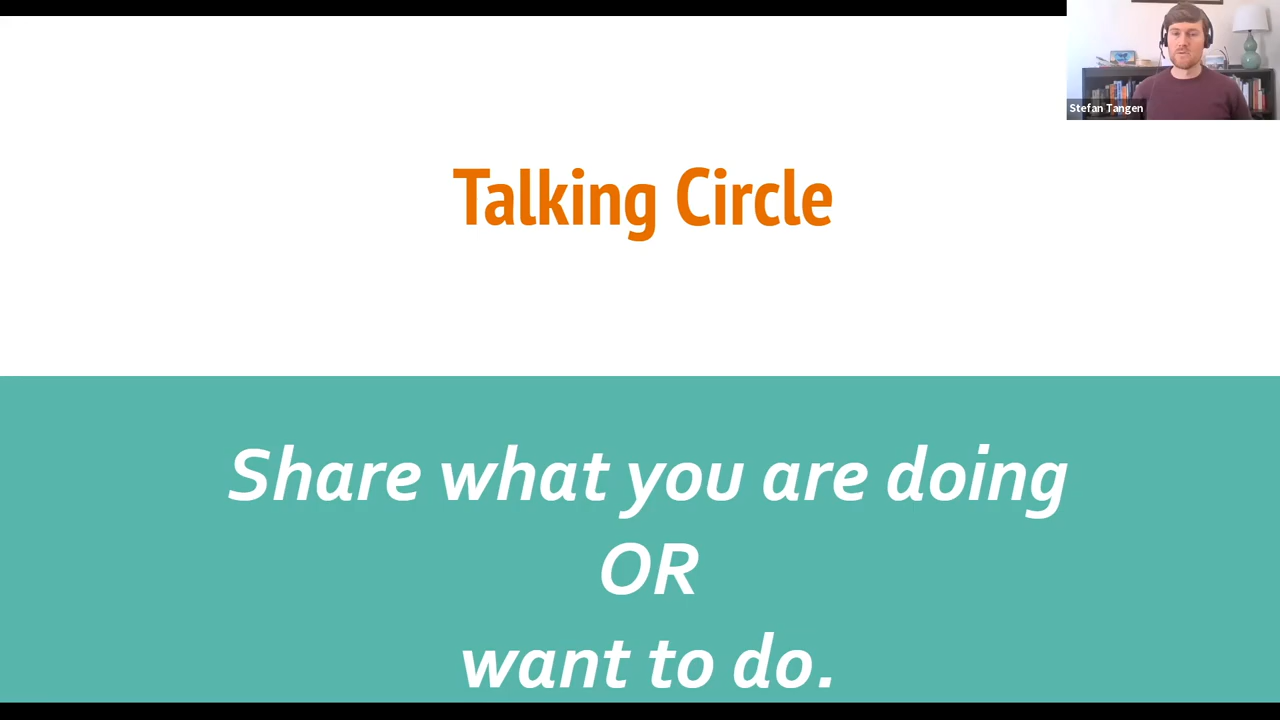 Stefan Tangen
Talking Circle
Share what you are doing
OR
want to do.